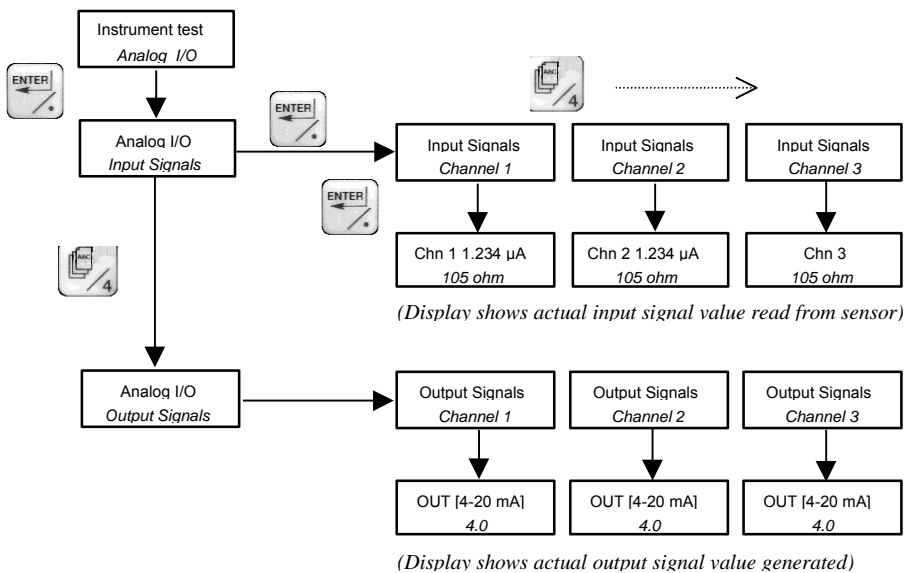 Instrument test
Analog I/O
ENTER
Analog I/O
Input Signals
ENTER
ABC
4
Input Signals
Channel 1
Input Signals
Channel 2
Input Signals
Channel 3
ENTER
Chn 1 1.234 µA
105 ohm
Chn 2 1.234 µA
105 ohm
Chn 3
105 ohm
(Display shows actual input signal value read from sensor)
ABC
4
Analog I/O
Output Signals
Output Signals
Channel 1
Output Signals
Channel 2
Output Signals
Channel 3
OUT [4-20 mA]
4.0
OUT [4-20 mA]
4.0
OUT [4-20 mA]
4.0
(Display shows actual output signal value generated)